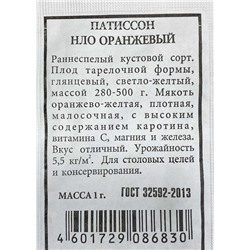 ПАТИССОН
НЛО ОРАНЖЕВЫЙ
Раннеспелый кустовой сорт.
Плод тарелочной формы,
глянцевый, светло-желтый,
массой 280-500 г. Мякоть
оранжево-желтая, плотная,
малосочная, с высоким
содержанием каротина,
витамина С, магния и железа.
Вкус отличный. Урожайность
5,5 кг/м². Для столовых целей
и консервирования.
МАССА 1 г. ГОСТ 32592-2013
4 601729 086830